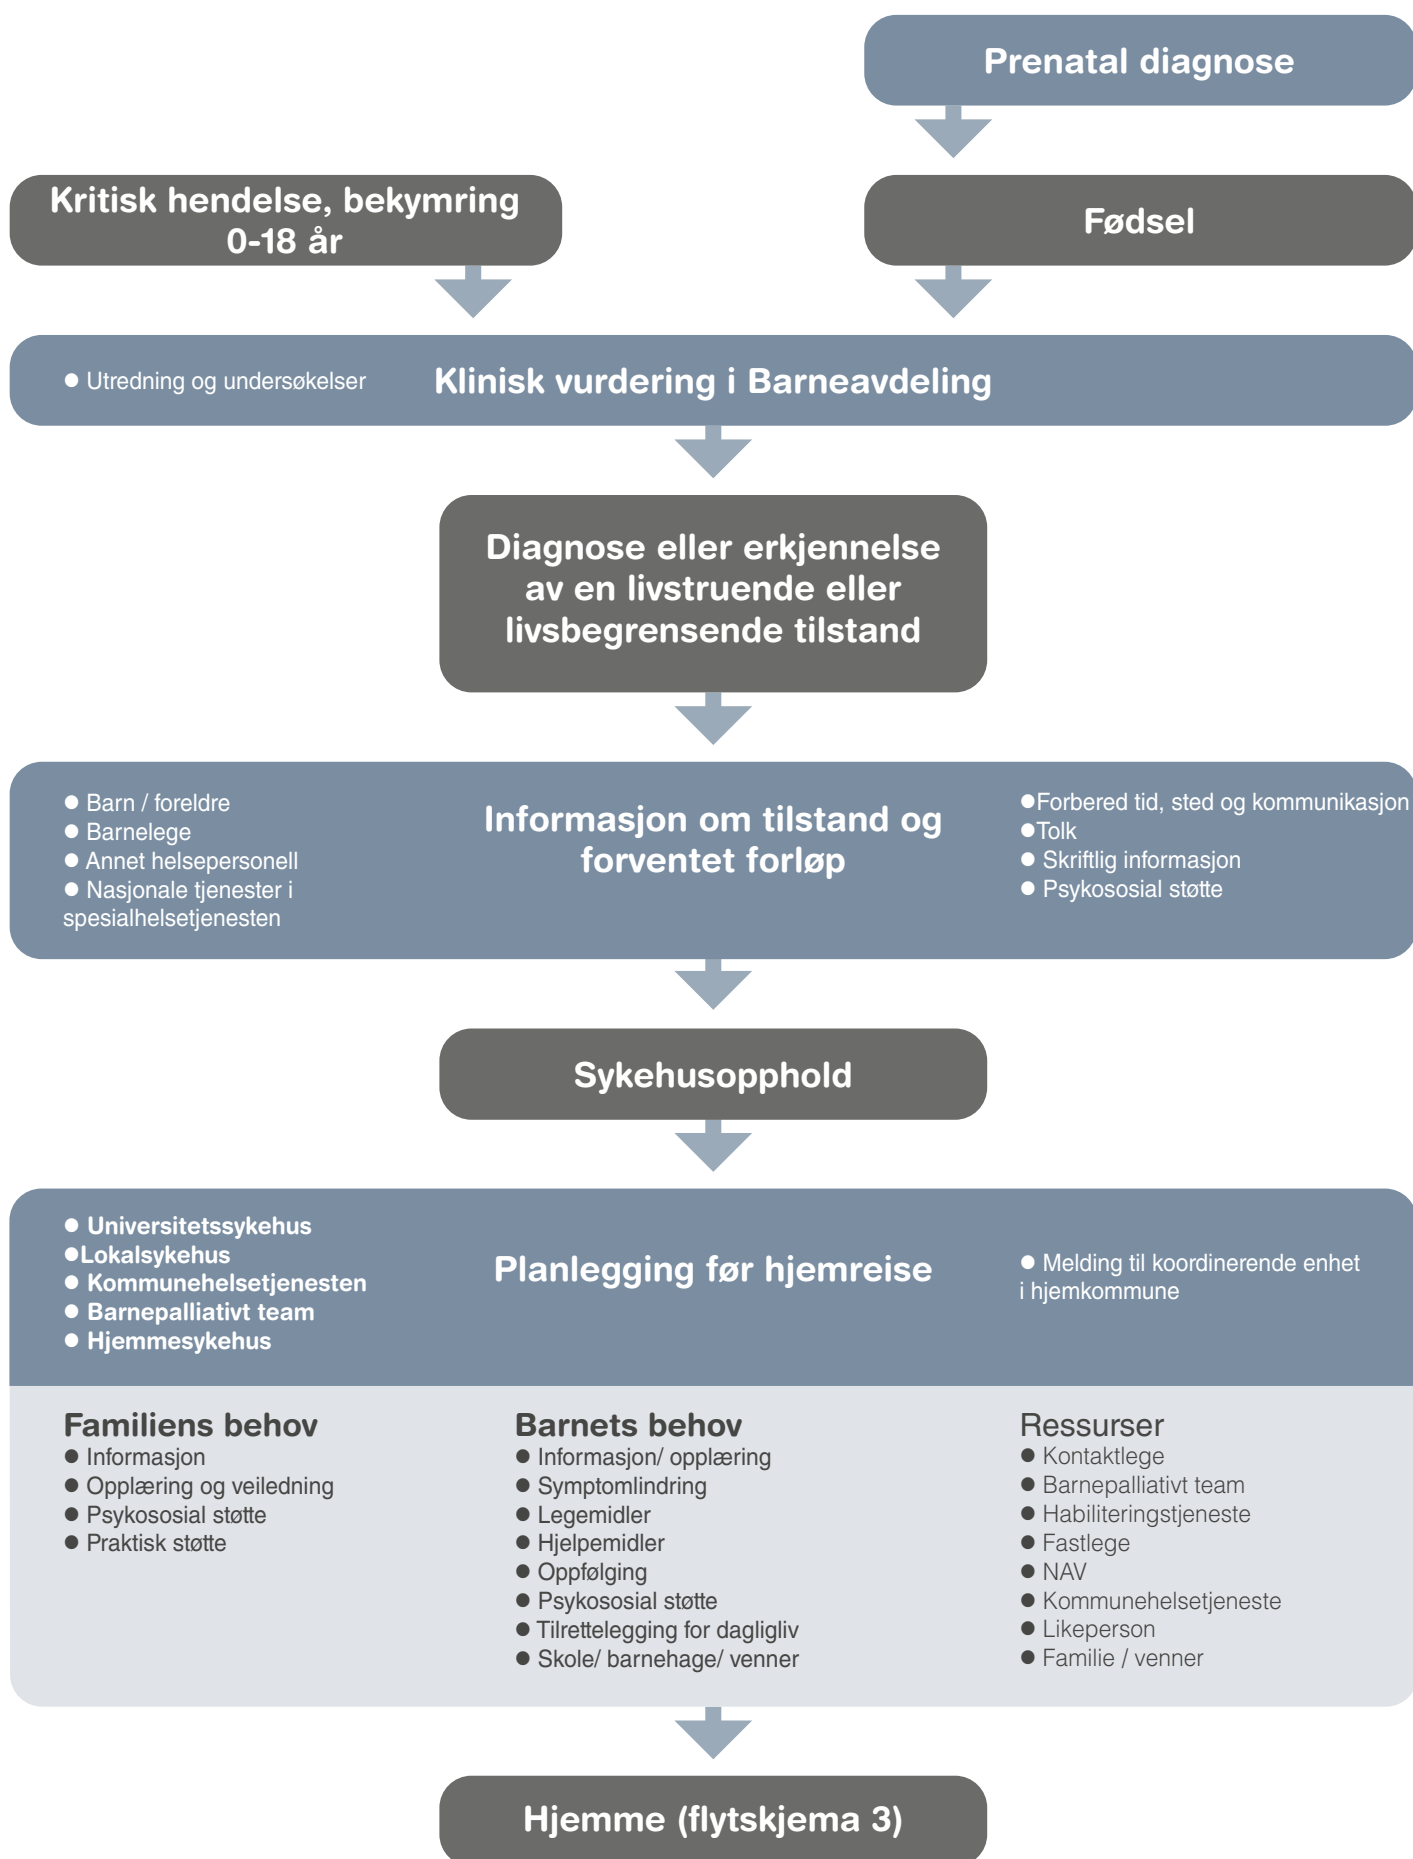 Prenatal diagnose
Kritisk hendelse, bekymring
0-18 år
Fødsel
● Utredning og undersøkelser
Klinisk vurdering i Barneavdeling
Diagnose eller erkjennelse
av en livstruende eller
livsbegrensende tilstand
● Barn / foreldre
● Barnelege
● Annet helsepersonell
● Nasjonale tjenester i
spesialhelsetjenesten
Informasjon om tilstand og
forventet forløp
●Forbered tid, sted og kommunikasjon
●Tolk
● Skriftlig informasjon
● Psykososial støtte
Sykehusopphold
● Universitetssykehus
●Lokalsykehus
● Kommunehelsetjenesten
● Barnepalliativt team
● Hjemmesykehus
Planlegging før hjemreise
● Melding til koordinerende enhet
i hjemkommune
Familiens behov
● Informasjon
● Opplæring og veiledning
● Psykososial støtte
● Praktisk støtte
Barnets behov
● Informasjon/ opplæring
● Symptomlindring
● Legemidler
● Hjelpemidler
● Oppfølging
● Psykososial støtte
● Tilrettelegging for dagligliv
● Skole/ barnehage/ venner
Ressurser
● Kontaktlege
● Barnepalliativt team
● Habiliteringstjeneste
● Fastlege
● NAV
● Kommunehelsetjeneste
● Likeperson
● Familie / venner
Hjemme (flytskjema 3)